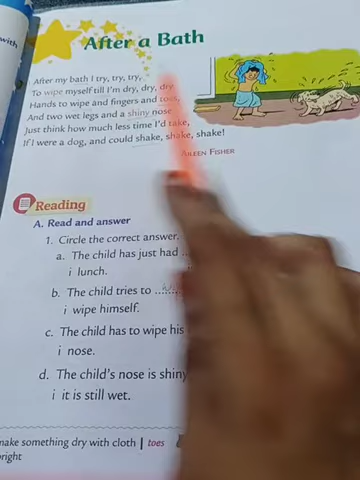 with
After a Bath
After my bath I try, try, try,
To wipe myself till I'm dry, dry, dry
Hands to wipe and fingers and toes,
And two wet legs and a shiny nose
Just think how much less time I'd take,
If I were a dog, and could shake, shake, shake!
AILEEN FISHER
Reading
A. Read and answer
1. Circle the correct answer.
a. The child has just had
i lunch.
b. The child tries to ......
i wipe himself.
c. The child has to wipe his
i nose.
d. The child's nose is shiny
i it is still wet.
make something dry with cloth | toes
bright